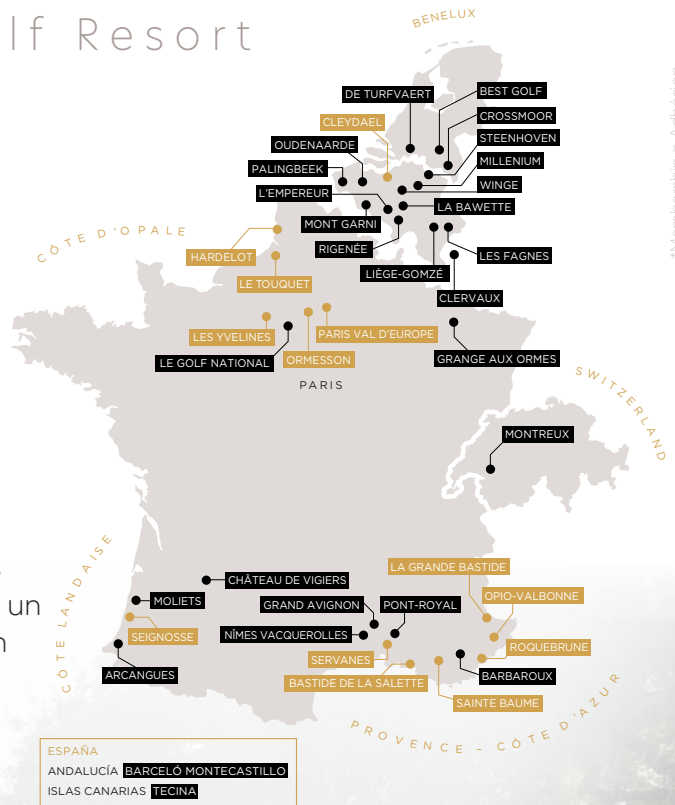 lf Resort
BENELUX
DE TURFVAERT
BEST GOLF
CLEYDAEL
CROSSMOOR
OUDENAARDE
STEENHOVEN
PALINGBEEK
MILLENIUM
L'EMPEREUR
WINGE
MONT GARNI
LA BAWETTE
RIGENÉE
LES FAGNES
LIÈGE-GOMZÉ
CLERVAUX
CÔTE D'OPALE
HARDELOT
LE TOUQUET
LES YVELINES
PARIS VAL D'EUROPE
LE GOLF NATIONAL
ORMESSON
GRANGE AUX ORMES
PARIS
SWITZERLAND
MONTREUX
CÔTE LANDAISE
un
n
CHÂTEAU DE VIGIERS
MOLIETS
SEIGNOSSE
ARCANGUES
LA GRANDE BASTIDE
GRAND AVIGNON
PONT-ROYAL
OPIO-VALBONNE
NÎMES VACQUEROLLES
SERVANES
ROQUEBRUNE
BASTIDE DE LA SALETTE
BARBAROUX
SAINTE BAUME
PROVENCE - CÔTE D'AZUR
ESPAÑA
ANDALUCÍA BARCELÓ MONTECASTILLO
ISLAS CANARIAS TECINA